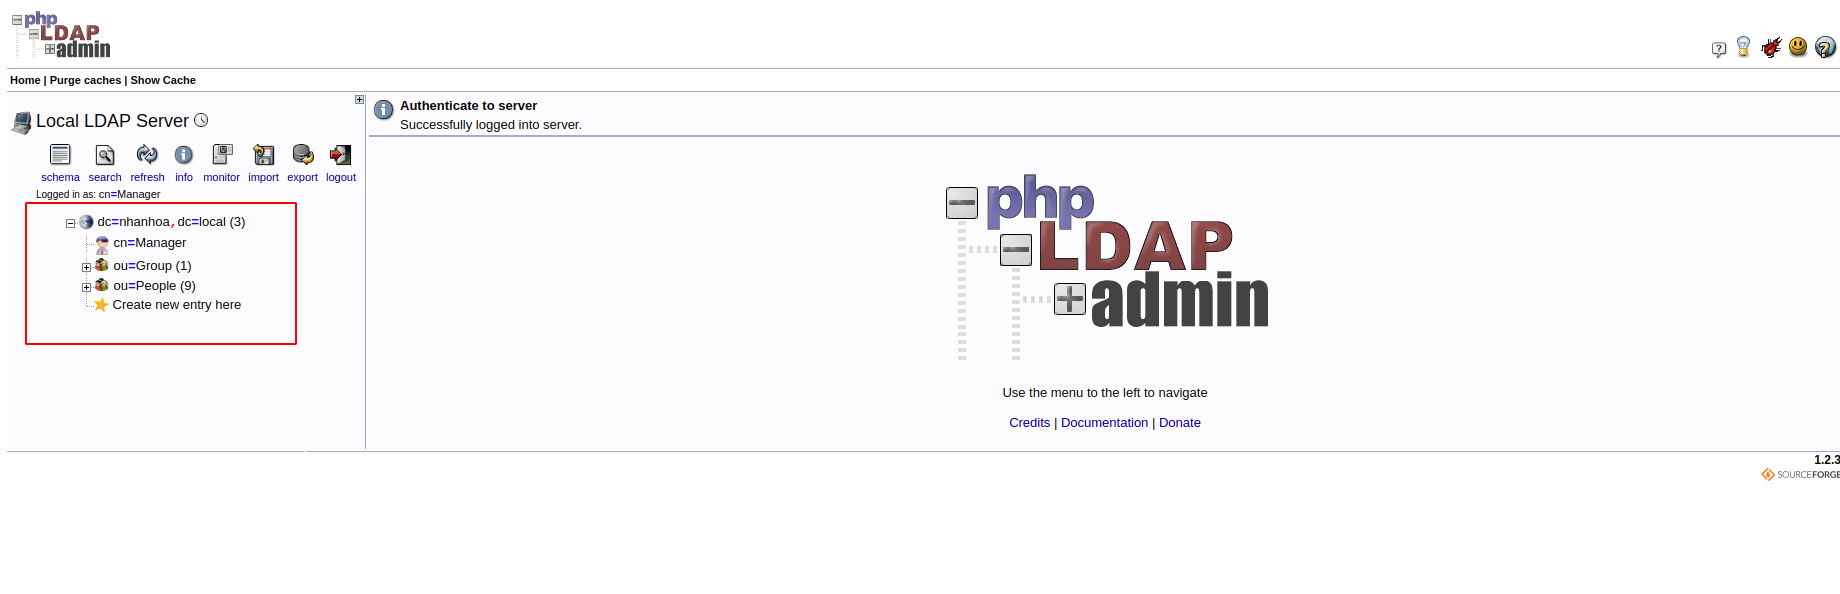 php
LDAP
admin
Home | Purge caches | Show Cache
Local LDAP Server
schema search refresh info monitor import export logout
Logged in as: cn=Manager
dc=nhanhoa,dc=local (3)
cn=Manager
ou=Group (1)
ou=People (9)
Create new entry here
Authenticate to server
Successfully logged into server.
php
LDAP
admin
Use the menu to the left to navigate
Credits | Documentation | Donate
1.2.3
SOURCEFORGE